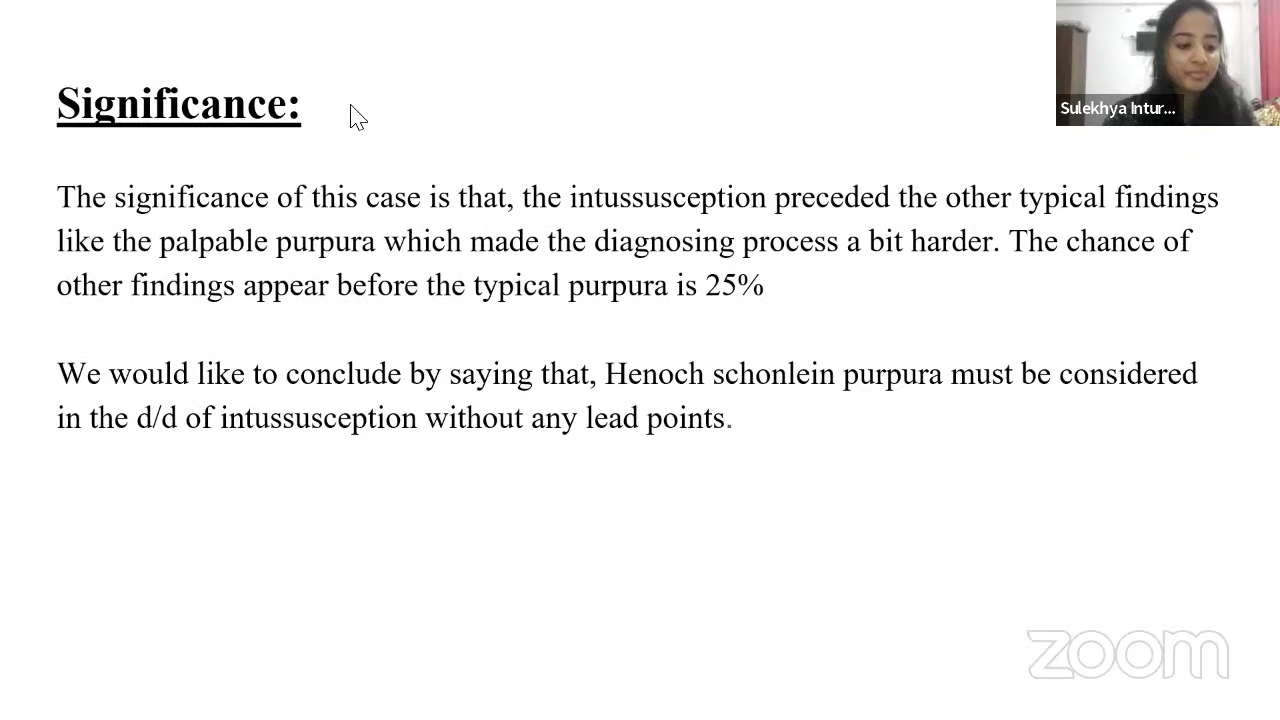 Significance:
Sulekhya Intur...
The significance of this case is that, the intussusception preceded the other typical findings
like the palpable purpura which made the diagnosing process a bit harder. The chance of
other findings appear before the typical purpura is 25%
We would like to conclude by saying that, Henoch schonlein purpura must be considered
in the d/d of intussusception without any lead points.
zoom